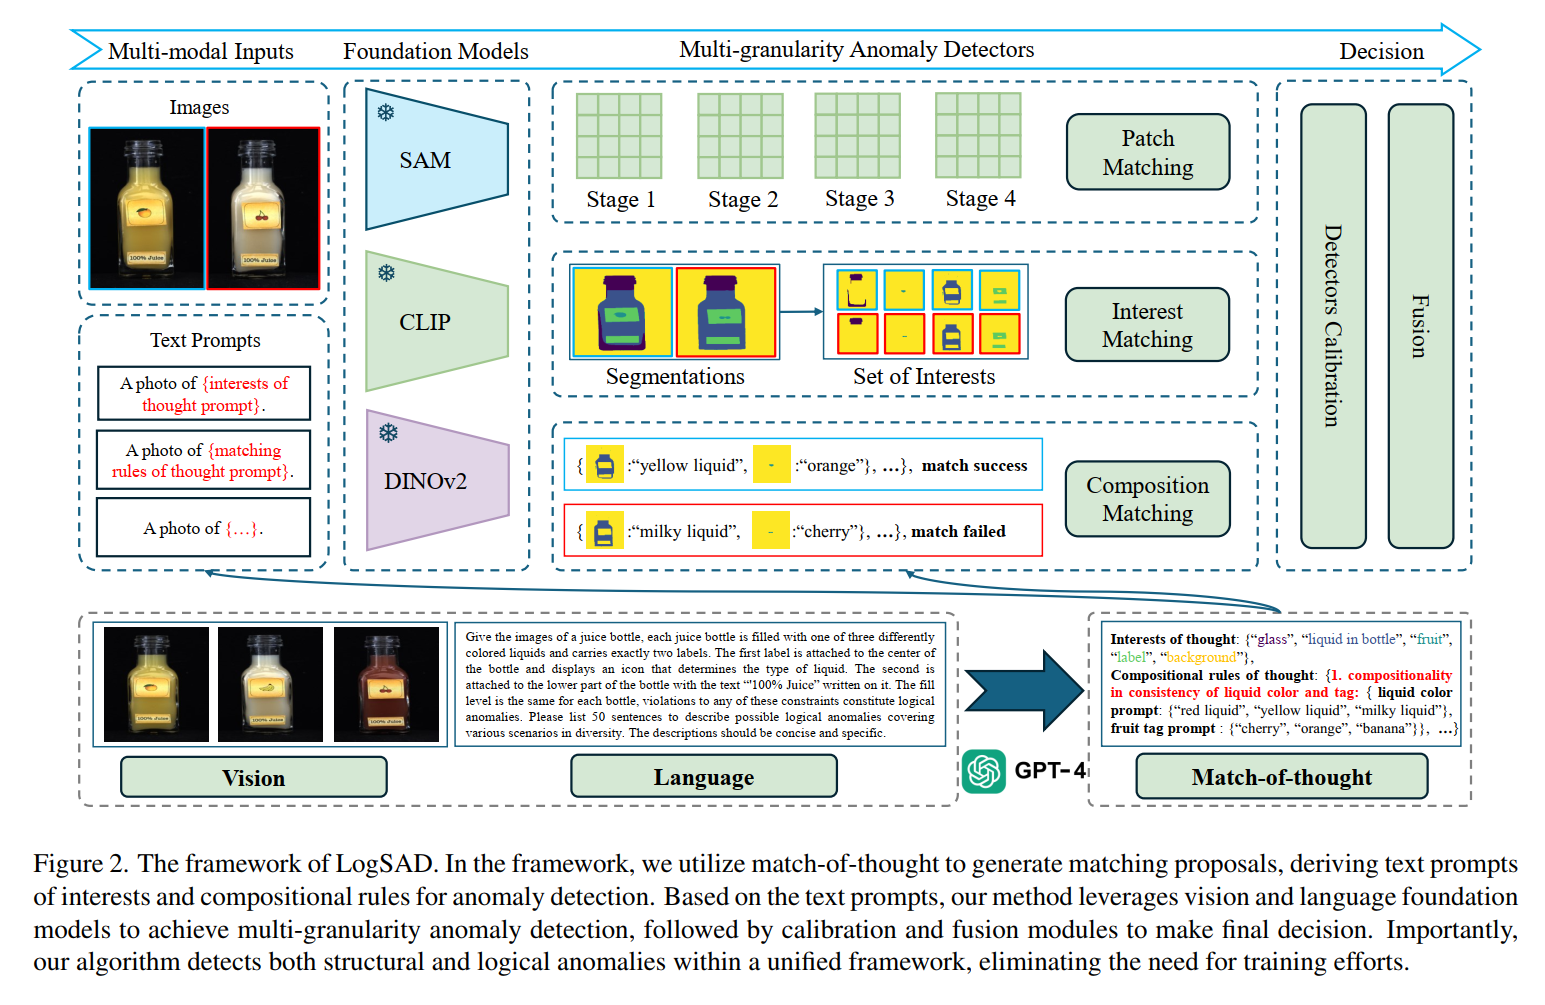 Multi-modal Inputs
Foundation Models
Multi-granularity Anomaly Detectors
Decision
Images
100% Juice
100% Juice
Text Prompts
A photo of {interests of
thought prompt}.
A photo of {matching
rules of thought prompt}.
A photo of {…}.
SAM
CLIP
DINOv2
Stage 1
Stage 2
Stage 3
Stage 4
Patch
Matching
Segmentations
Set of Interests
Interest
Matching
{ :“yellow liquid”, :“orange”}, …}, match success
{ :“milky liquid”, :“cherry”}, …}, match failed
Composition
Matching
Detectors Calibration
Fusion
Vision
Give the images of a juice bottle, each juice bottle is filled with one of three differently
colored liquids and carries exactly two labels. The first label is attached to the center of
the bottle and displays an icon that determines the type of liquid. The second is
attached to the lower part of the bottle with the text “'100% Juice” written on it. The fill
level is the same for each bottle, violations to any of these constraints constitute logical
anomalies. Please list 50 sentences to describe possible logical anomalies covering
various scenarios in diversity. The descriptions should be concise and specific.
Language
GPT-4
Interests of thought: {“glass”, “liquid in bottle”, “fruit”,
“label”, “background”},
Compositional rules of thought: {1. compositionality
in consistency of liquid color and tag: { liquid color
prompt: {“red liquid”, “yellow liquid”, “milky liquid”},
fruit tag prompt : {“cherry”, “orange”, “banana”}}, …}
Match-of-thought
Figure 2. The framework of LogSAD. In the framework, we utilize match-of-thought to generate matching proposals, deriving text prompts
of interests and compositional rules for anomaly detection. Based on the text prompts, our method leverages vision and language foundation
models to achieve multi-granularity anomaly detection, followed by calibration and fusion modules to make final decision. Importantly,
our algorithm detects both structural and logical anomalies within a unified framework, eliminating the need for training efforts.